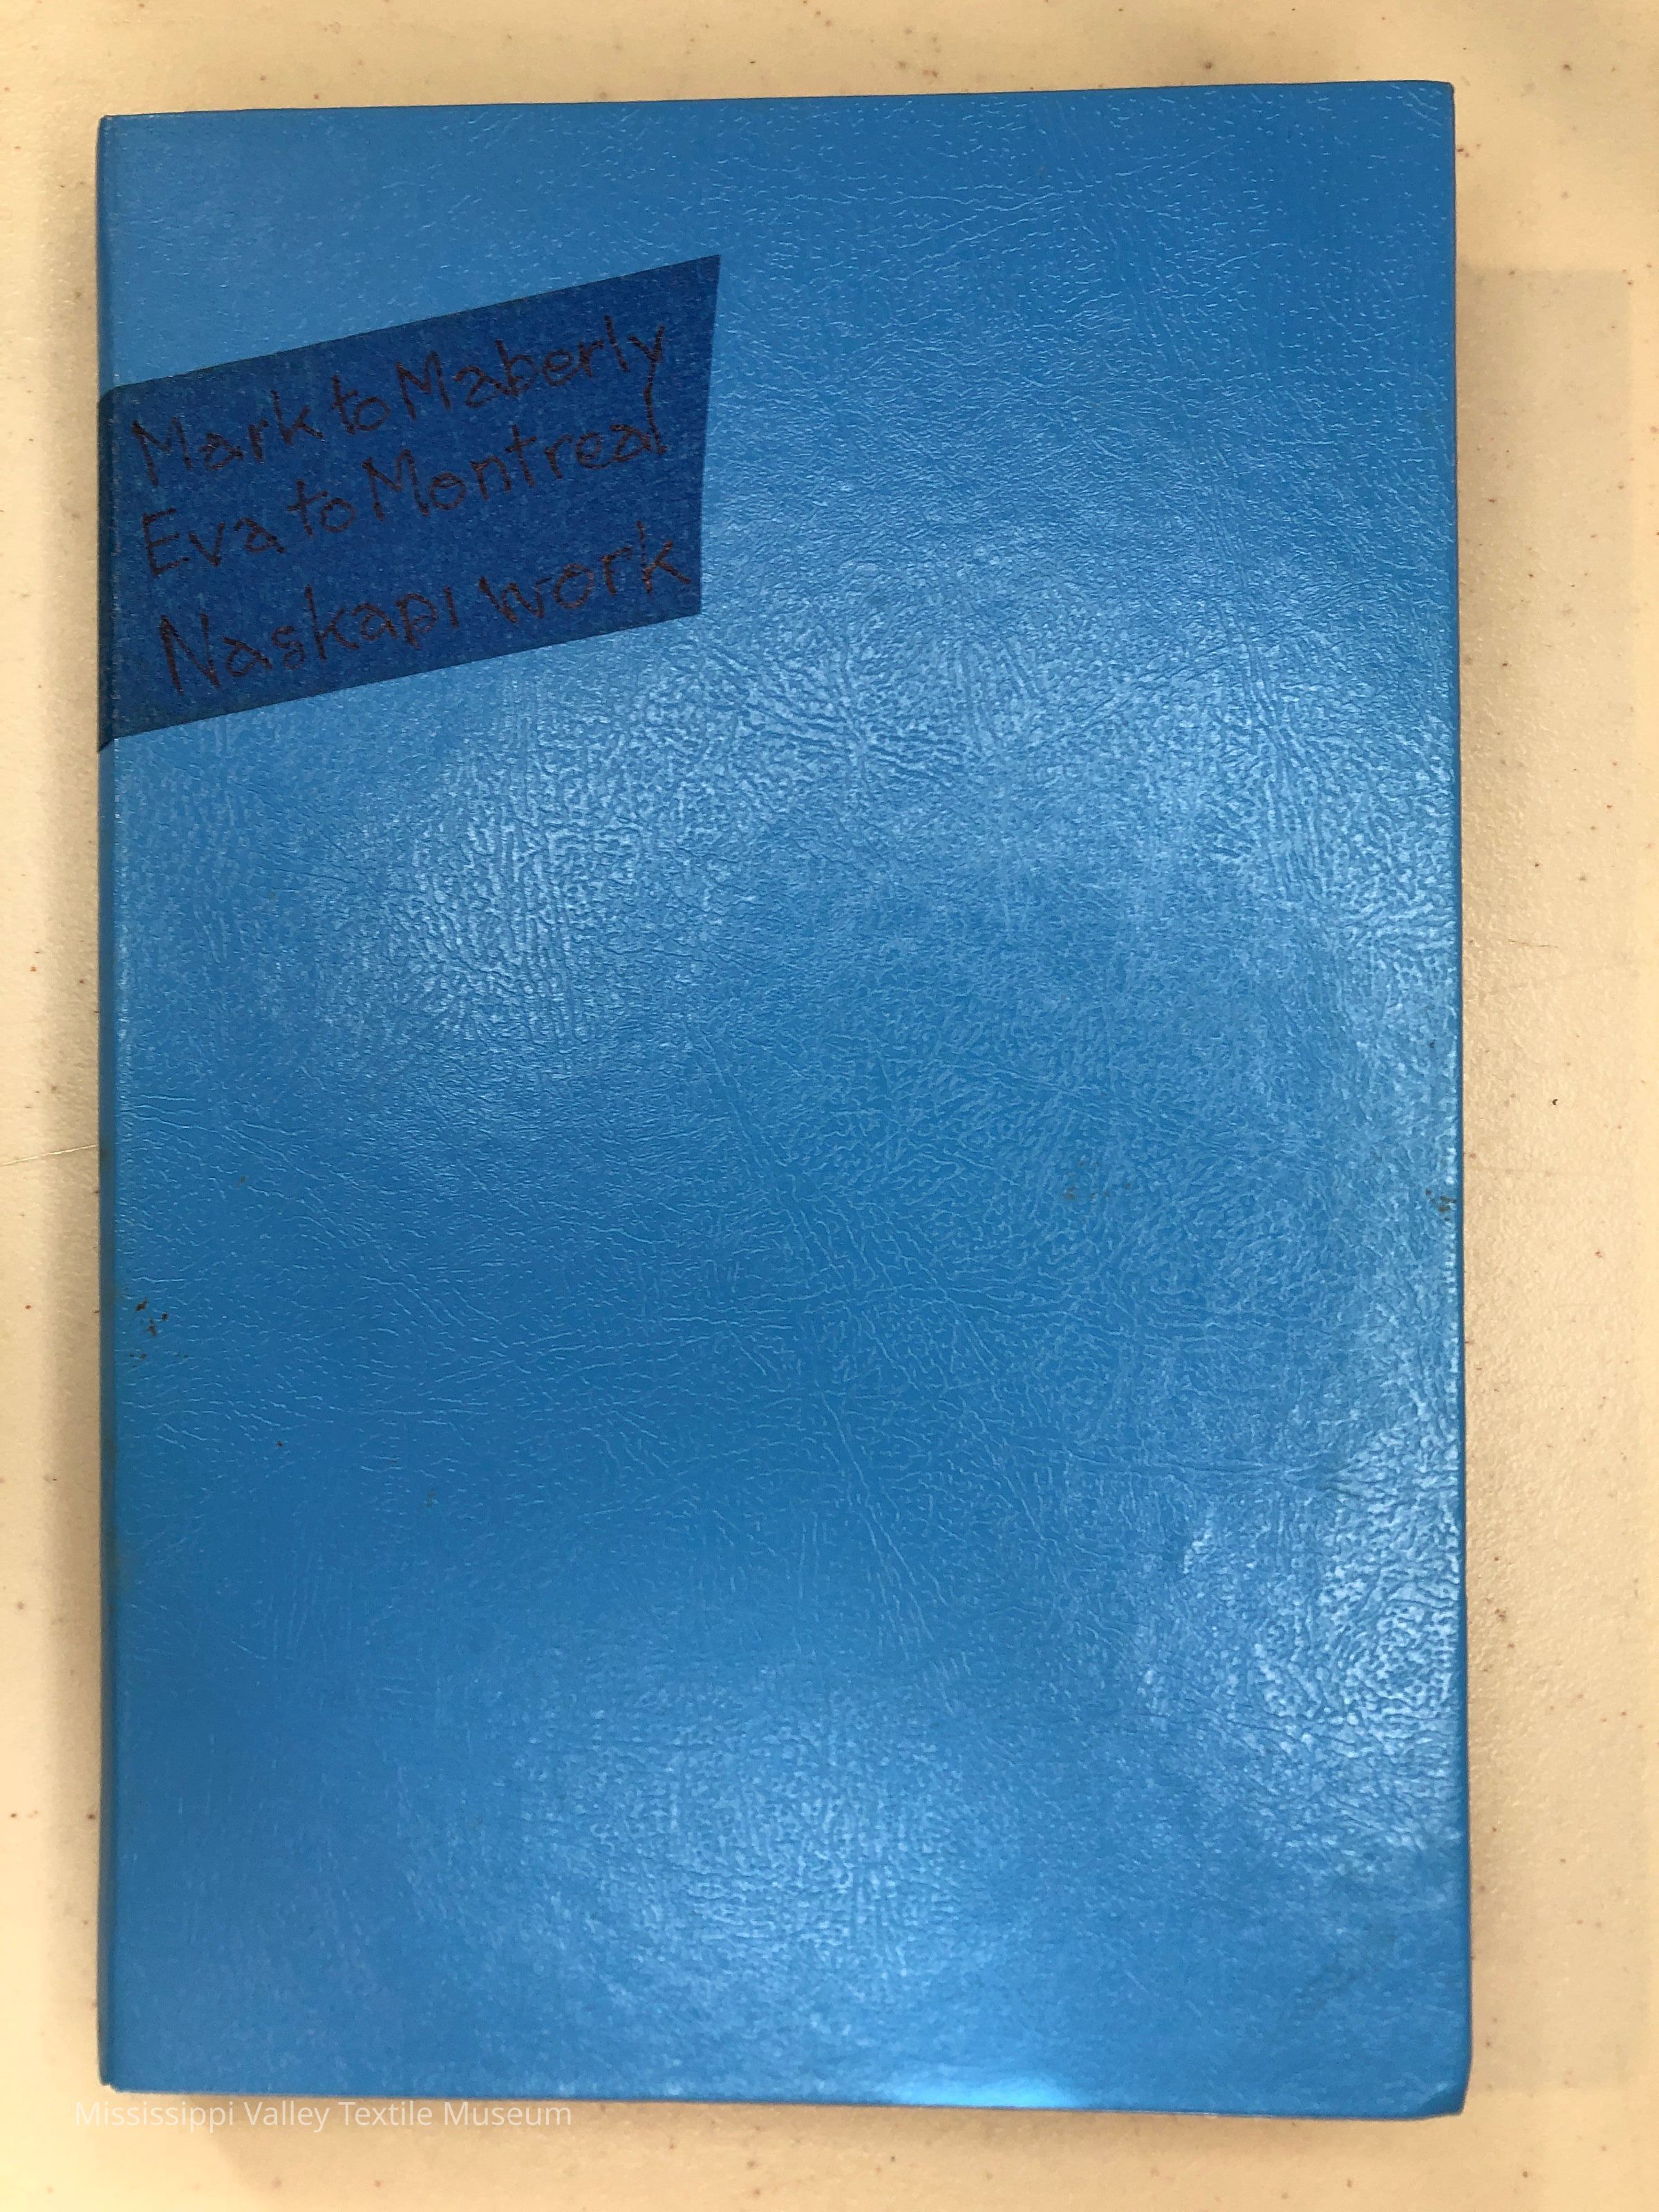 Mark to Maberly
Eva to Montreal
Naskapi work
Mississippi Valley Textile Museum